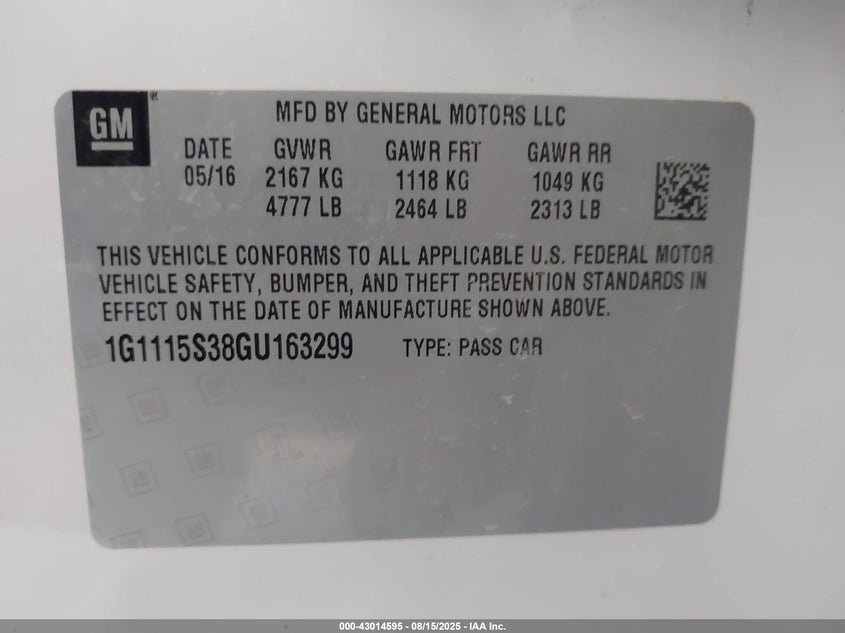 GM
MFD BY GENERAL MOTORS LLC
DATE GVWR GAWR FRT GAWR RR
05/16 2167 KG 1118 KG 1049 KG
4777 LB 2464 LB 2313 LB
THIS VEHICLE CONFORMS TO ALL APPLICABLE U.S. FEDERAL MOTOR
VEHICLE SAFETY, BUMPER, AND THEFT PREVENTION STANDARDS IN
EFFECT ON THE DATE OF MANUFACTURE SHOWN ABOVE.
1G1115S38GU163299 TYPE: PASS CAR
000-43014595 - 08/15/2025 - IAA Inc.